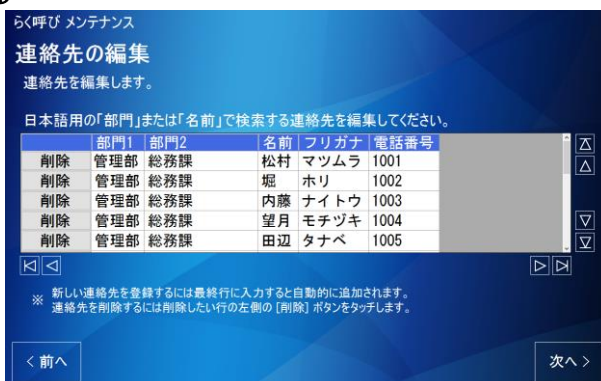 らく呼び メンテナンス
連絡先の編集
連絡先を編集します。
日本語用の「部門」または「名前」で検索する連絡先を編集してください。
部門1 部門2 名前 フリガナ 電話番号
削除 管理部 総務課 松村 マツムラ 1001
削除 管理部 総務課 堀 ホリ 1002
削除 管理部 総務課 内藤 ナイトウ 1003
削除 管理部 総務課 望月 モチヅキ 1004
削除 管理部 総務課 田辺 タナベ 1005
※ 新しい連絡先を登録するには最終行に入力すると自動的に追加されます。
連絡先を削除するには削除したい行の左側の [削除] ボタンをタッチします。
< 前へ 次へ >